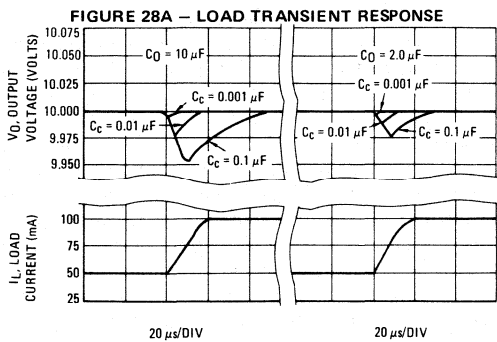 FIGURE 28A — LOAD TRANSIENT RESPONSE
VO, OUTPUT
VOLTAGE (VOLTS)
10.075
10.050
10.025
10.000
9.975
9.950
CO = 10 µF
CC = 0.001 µF
CC = 0.01 µF
CC = 0.1 µF
CO = 2.0 µF
CC = 0.001 µF
CC = 0.01 µF
CC = 0.1 µF
IL, LOAD
CURRENT (mA)
100
75
50
25
20 µs/DIV
20 µs/DIV